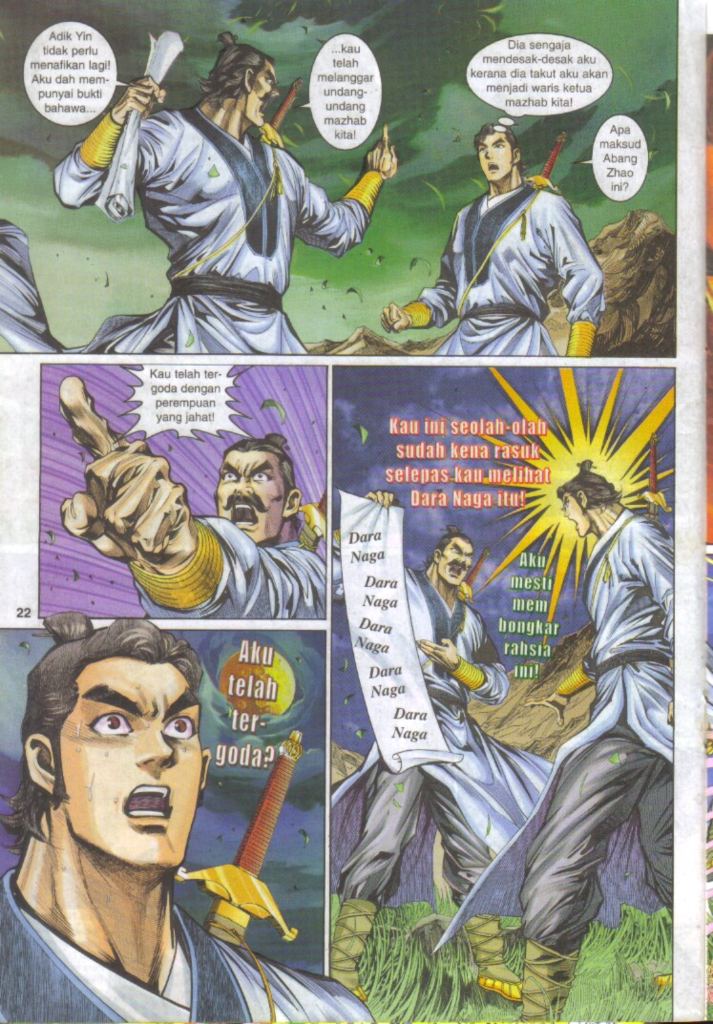 Adik Yin
tidak perlu
menafikan lagi!
Aku dah mem-
punyai bukti
bahawa...
...kau
telah
melanggar
undang-
undang
mazhab
kita!
Dia sengaja
mendesak-desak aku
kerana dia takut aku akan
menjadi waris ketua
mazhab kita!
Apa
maksud
Abang
Zhao
ini?
Kau telah ter-
goda dengan
perempuan
yang jahat!
Kau ini seolah-olah
sudah kena rasuk
selepas kau melihat
Dara Naga itu!
Dara
Naga
Dara
Naga
Dara
Naga
Dara
Naga
Dara
Naga
Aku
mesti
mem
bongkar
rahsia
ini!
22
Aku
telah
ter-
goda?